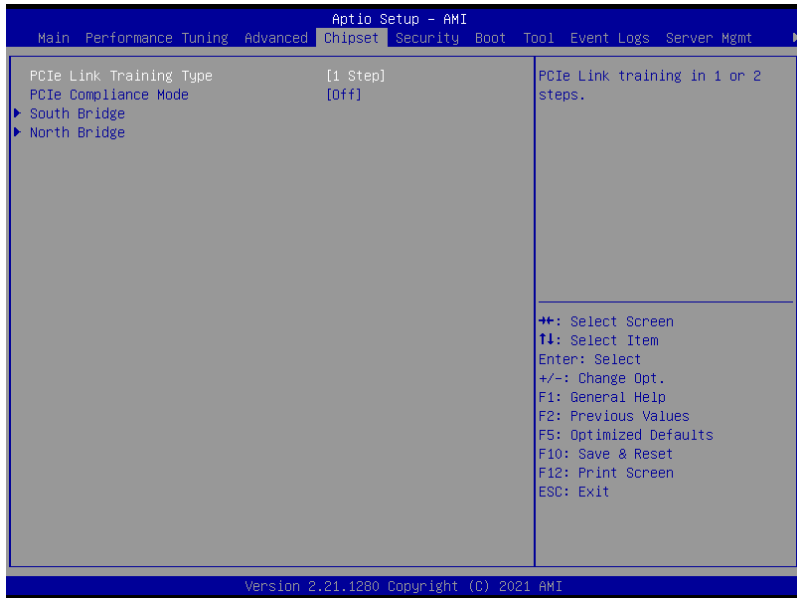 Aptio Setup – AMI
Main Performance Tuning Advanced Chipset Security Boot Tool Event Logs Server Mgmt
PCIe Link Training Type [1 Step]
PCIe Compliance Mode [Off]
South Bridge
North Bridge
PCIe Link training in 1 or 2
steps.
→←: Select Screen
↑↓: Select Item
Enter: Select
+/-: Change Opt.
F1: General Help
F2: Previous Values
F5: Optimized Defaults
F10: Save & Reset
F12: Print Screen
ESC: Exit
Version 2.21.1280 Copyright (C) 2021 AMI